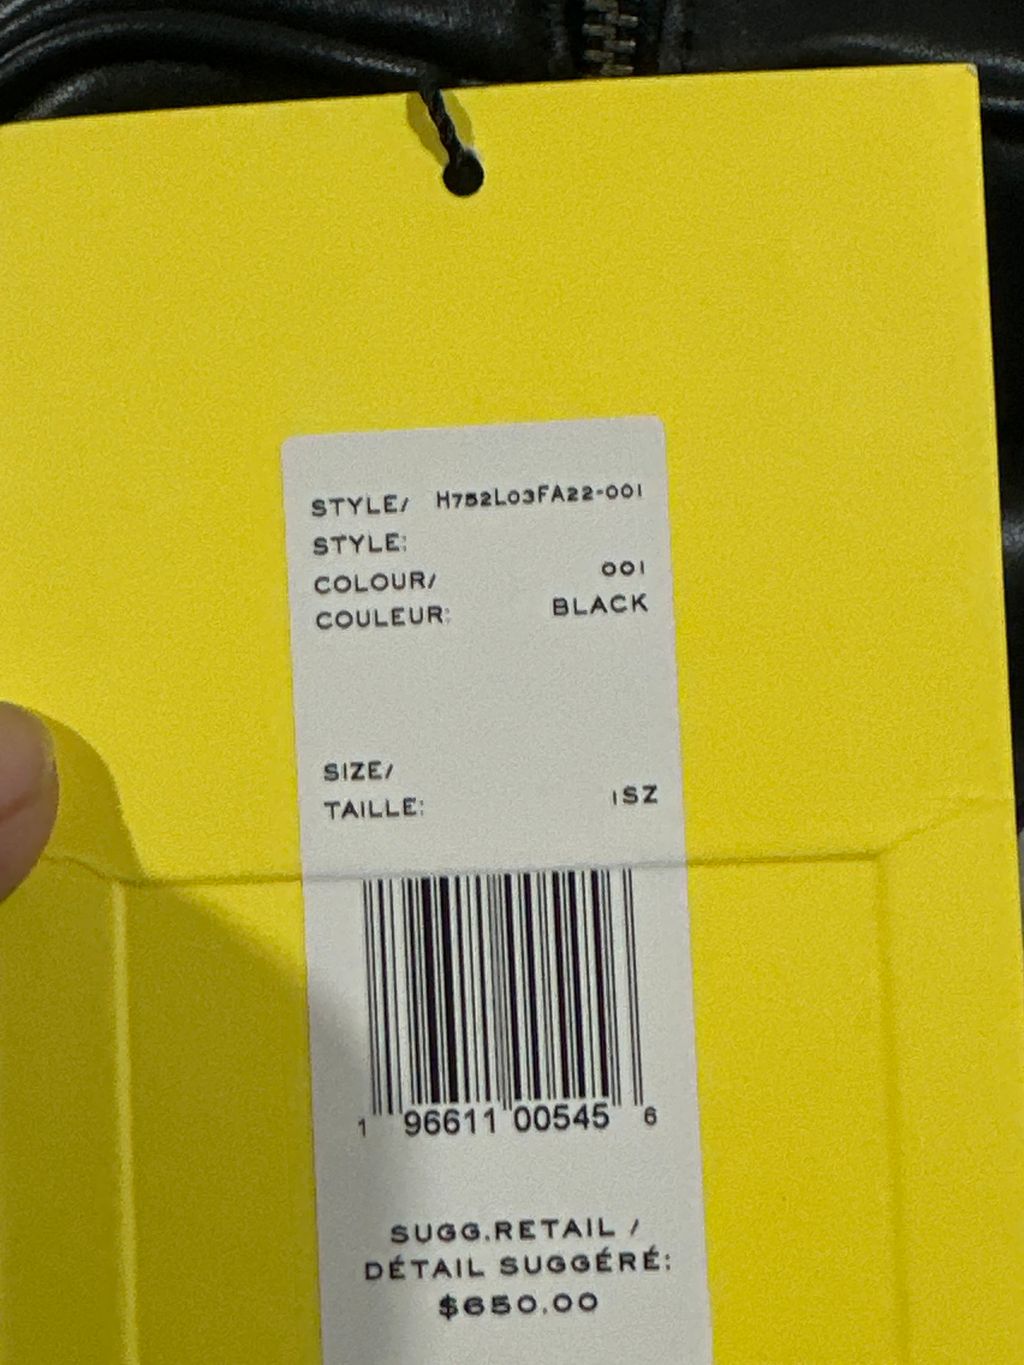 STYLE/ H752L03FA22-001
STYLE:
COLOUR/ 001
COULEUR: BLACK
SIZE/
TAILLE: 1SZ
1 96611 00545 6
SUGG.RETAIL /
DÉTAIL SUGGÉRÉ:
$650.00